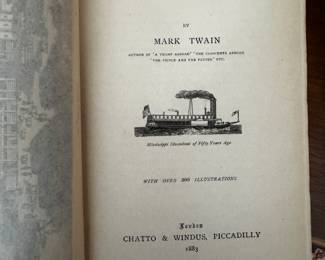 BY
MARK TWAIN
AUTHOR OF "A TRAMP ABROAD" "THE INNOCENTS ABROAD"
"THE PRINCE AND THE PAUPER" ETC.
Mississippi Steamboat of Fifty Years Ago
WITH OVER 300 ILLUSTRATIONS
London
CHATTO & WINDUS, PICCADILLY
1883